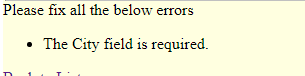 Please fix all the below errors
• The City field is required.